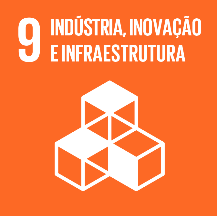 9 INDÚSTRIA, INOVAÇÃO
E INFRAESTRUTURA